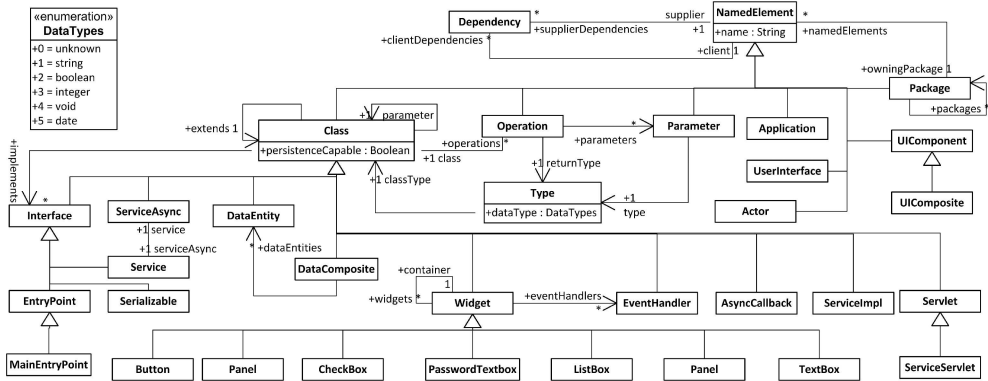 «enumeration»
DataTypes
+0 = unknown
+1 = string
+2 = boolean
+3 = integer
+4 = void
+5 = date
Dependency
*
+supplierDependencies
supplier
+1
+clientDependencies *
NamedElement
+name : String
+client 1
*
+namedElements
+owningPackage 1
Package
+packages *
+extends 1
+1 parameter
Class
+persistenceCapable : Boolean
+operations *
+1 class
+1 classType
Operation
*
+parameters
Parameter
+1 returnType
Type
+dataType : DataTypes
+1
type
Application
UserInterface
Actor
UIComponent
UIComposite
+implements
*
Interface
ServiceAsync
+1 service
+1 serviceAsync
Service
DataEntity
* +dataEntities
DataComposite
EntryPoint
Serializable
MainEntryPoint
+container
1
+widgets *
Widget
+eventHandlers
*
EventHandler
AsyncCallback
ServiceImpl
Servlet
ServiceServlet
Button
Panel
CheckBox
PasswordTextbox
ListBox
Panel
TextBox